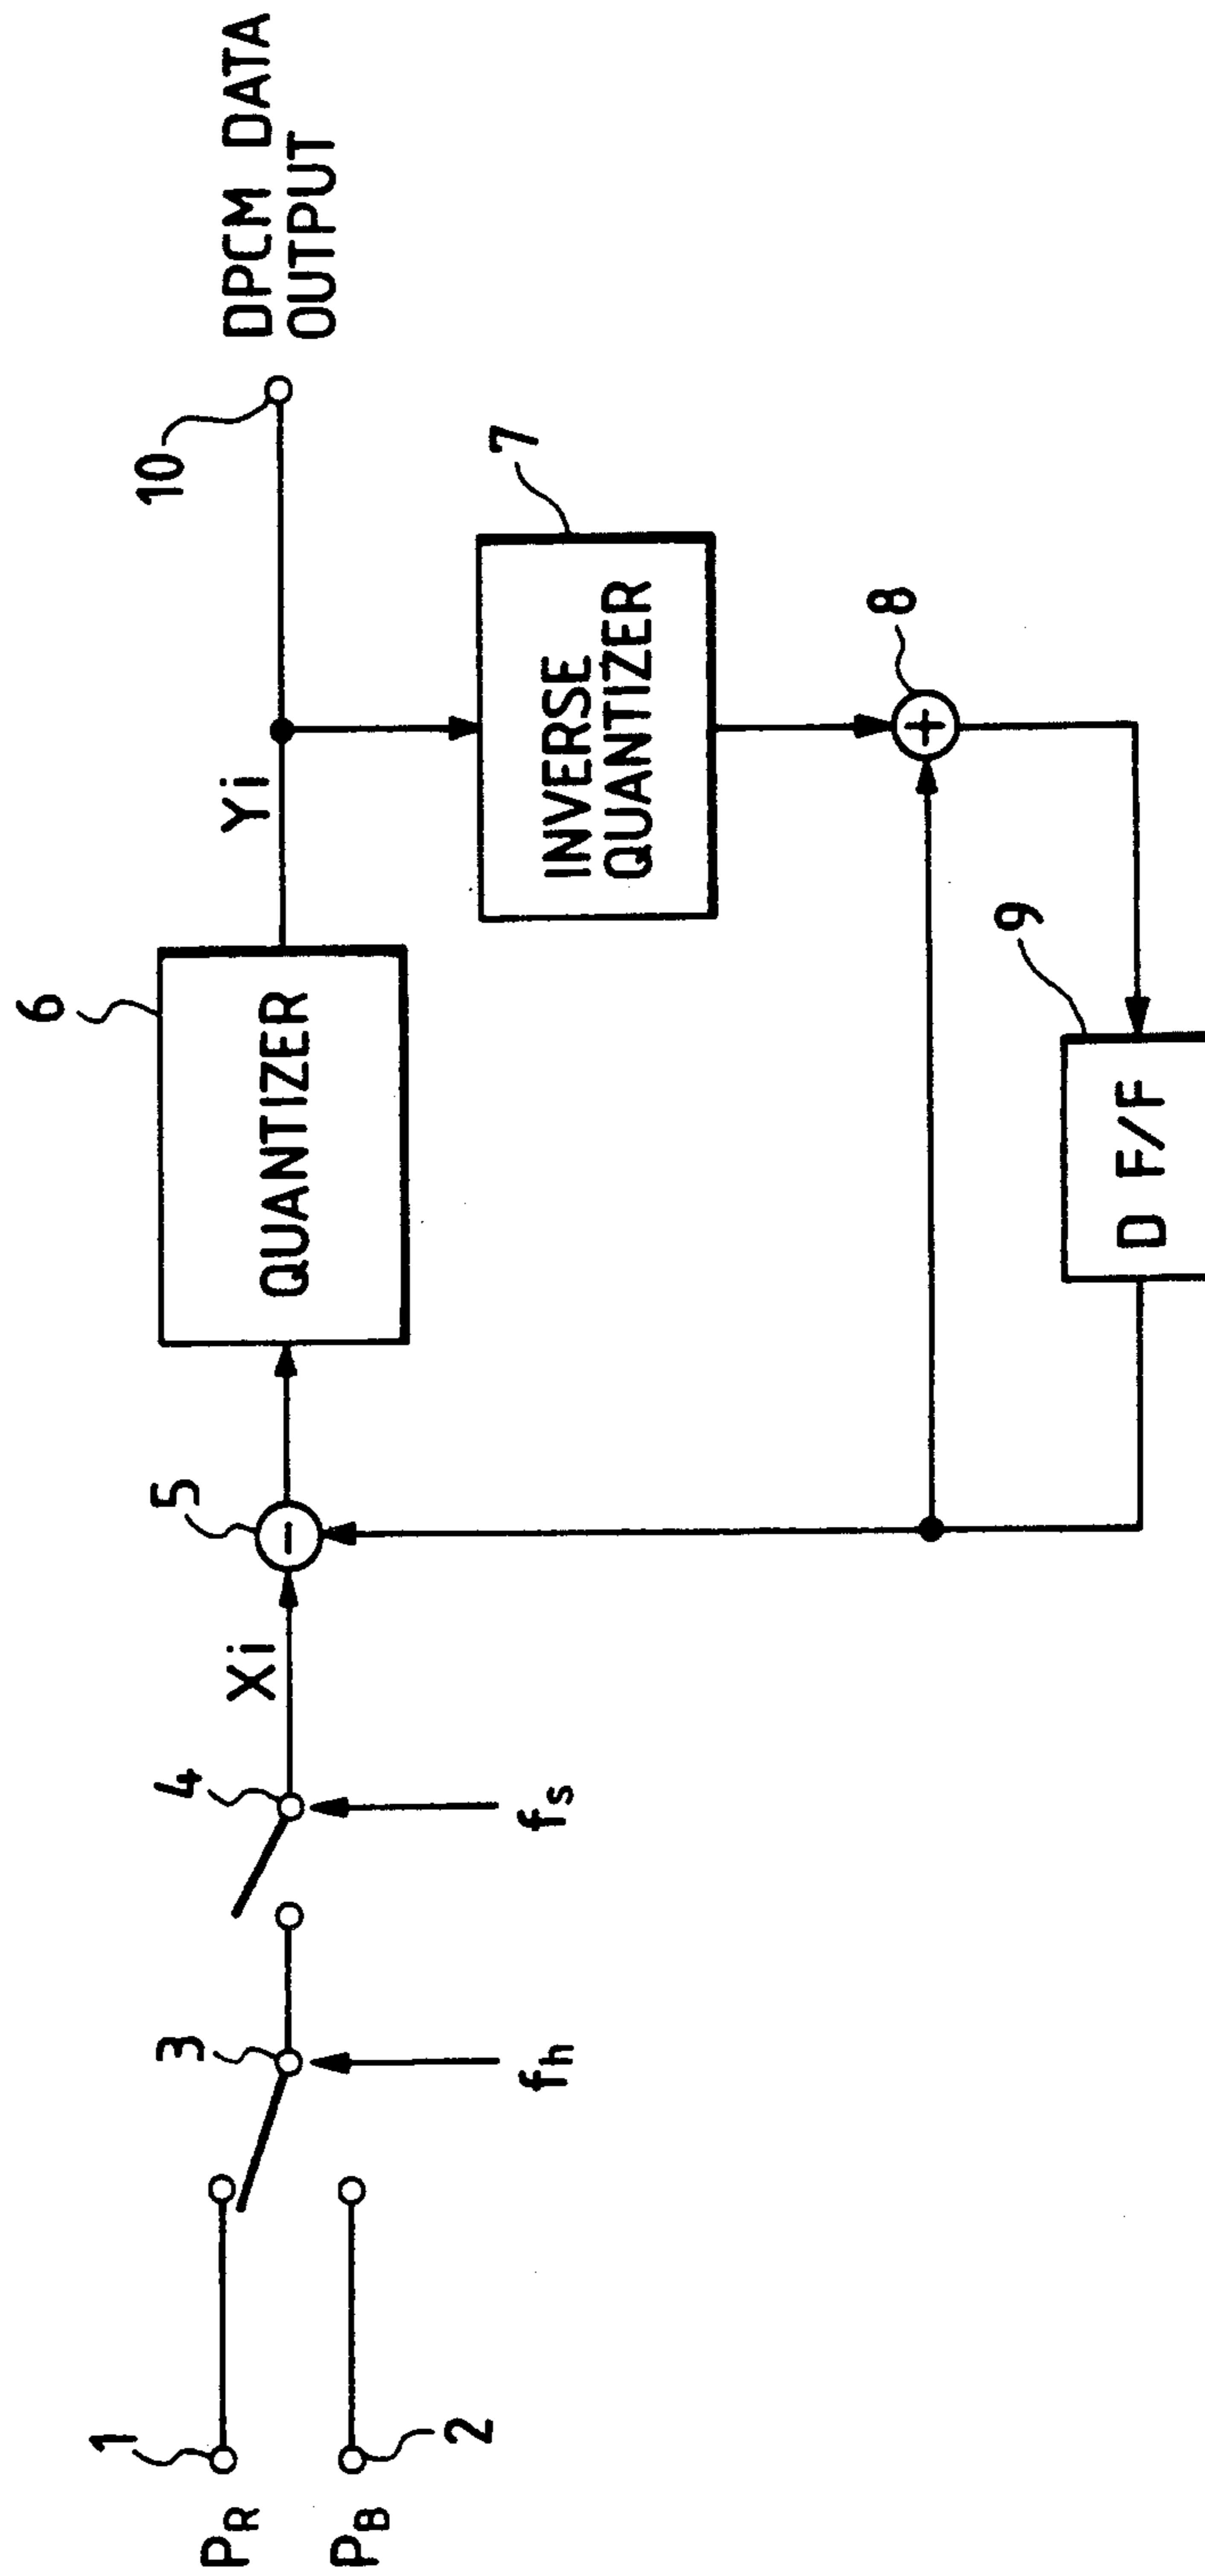 PR
1
PB
2
3
fh
4
fs
Xi
5
6
QUANTIZER
Yi
10
DPCM DATA
OUTPUT
7
INVERSE
QUANTIZER
8
9
D F/F